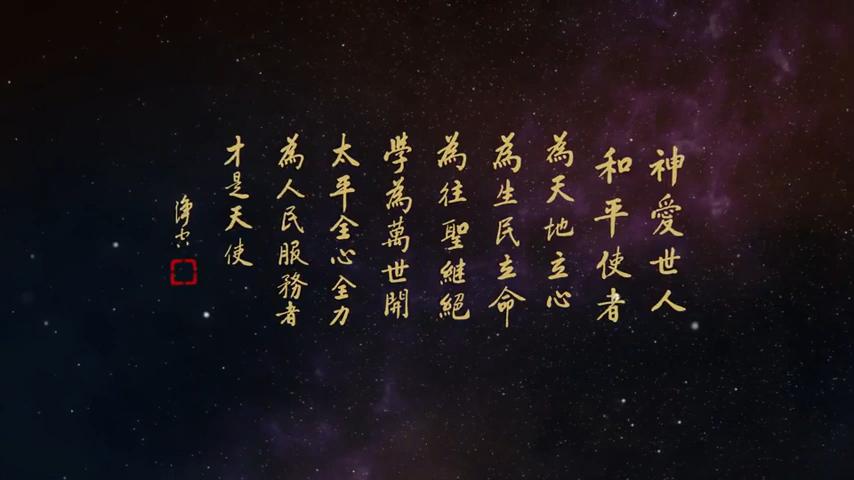 神愛世人
和平使者
為天地立心
為生民立命
為往聖継絕
學為萬世開
太平全心全力
為人民服務者
才是天使
淨空